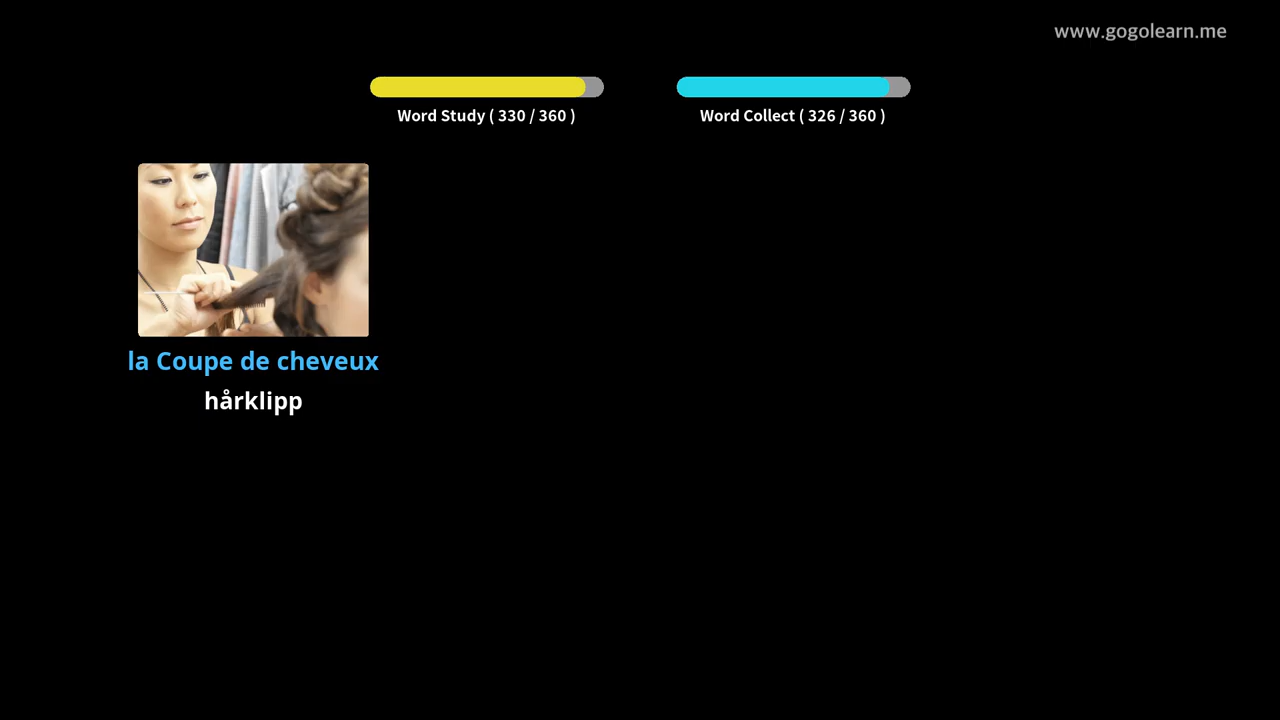 www.gogolearn.me
Word Study ( 330 / 360 )
Word Collect ( 326 / 360 )
la Coupe de cheveux
hårklipp